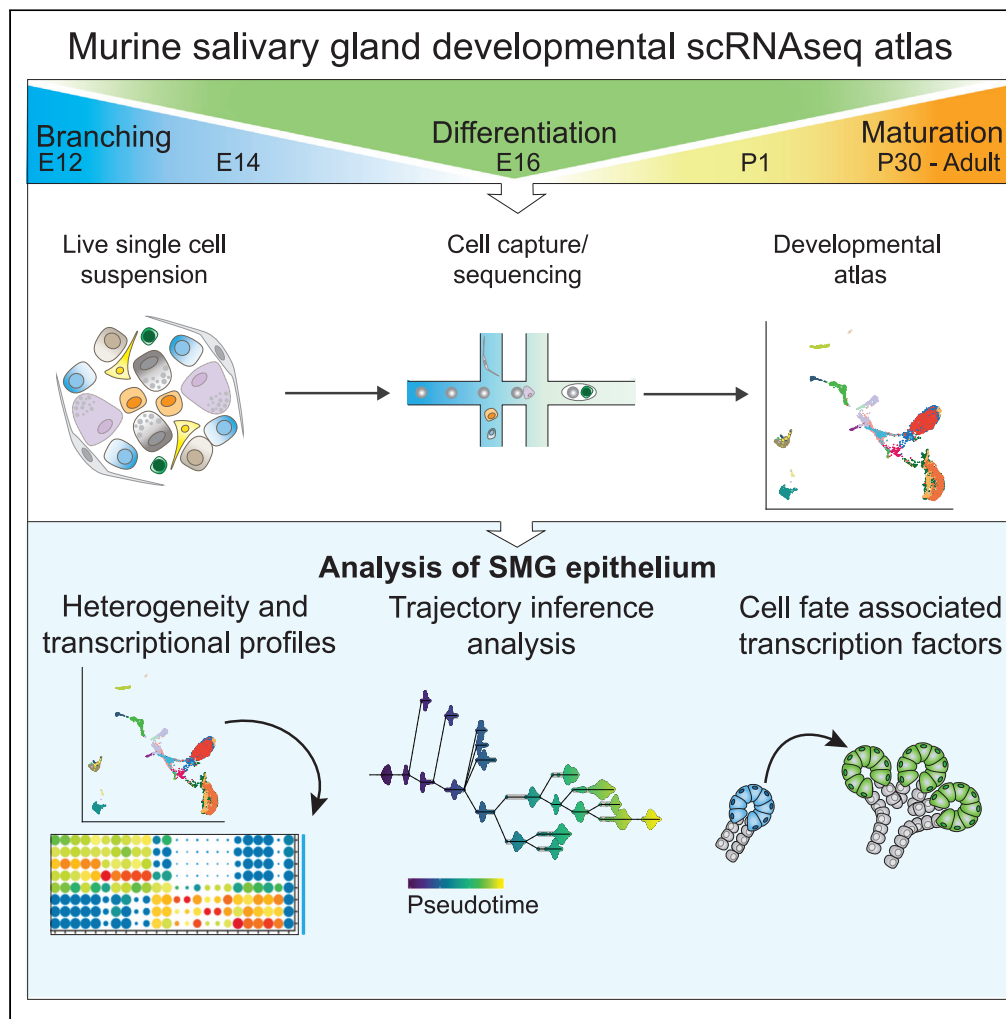 Murine salivary gland developmental scRNAseq atlas
Branching
Differentiation
Maturation
E12
E14
E16
P1
P30 - Adult
Live single cell
suspension
Cell capture/
sequencing
Developmental
atlas
Analysis of SMG epithelium
Heterogeneity and
transcriptional profiles
Trajectory inference
analysis
Cell fate associated
transcription factors
Pseudotime